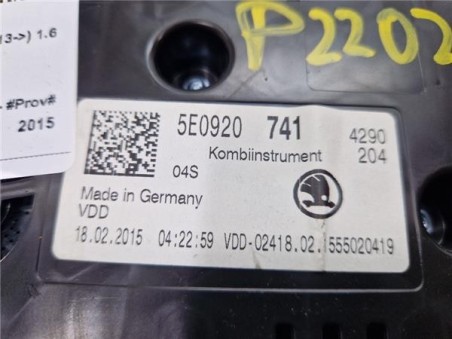 13->) 1.6
#Prov#
2015
P2202
5E0920 741 4290
Kombiinstrument 204
04S
Made in Germany
VDD
18.02.2015 04:22:59 VDD-02418.02.1555020419